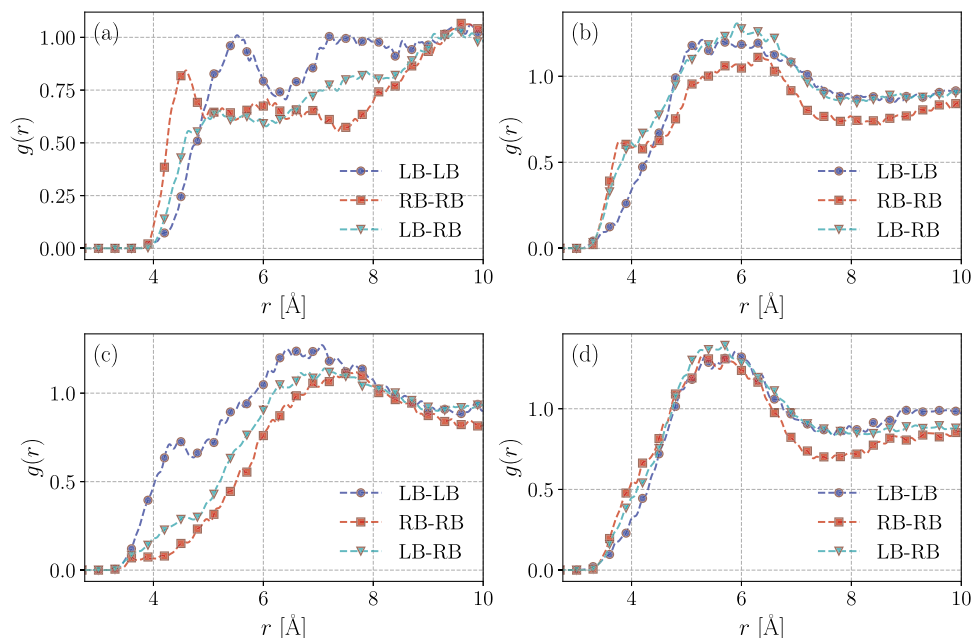 (a)
g(r)
1.00
0.75
0.50
0.25
0.00
LB-LB
RB-RB
LB-RB
4 6 8 10
r [Å]
(b)
g(r)
1.0
0.5
0.0
LB-LB
RB-RB
LB-RB
4 6 8 10
r [Å]
(c)
g(r)
1.0
0.5
0.0
LB-LB
RB-RB
LB-RB
4 6 8 10
r [Å]
(d)
g(r)
1.0
0.5
0.0
LB-LB
RB-RB
LB-RB
4 6 8 10
r [Å]